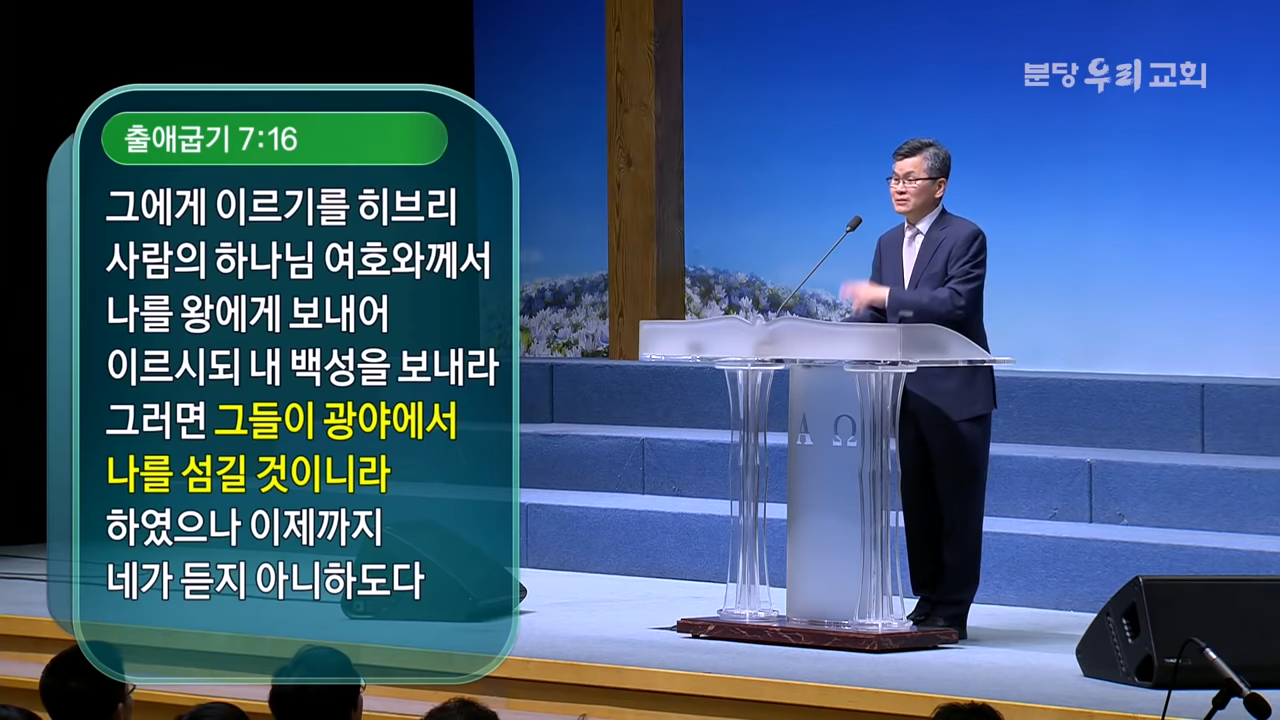 분당우리교회
출애굽기 7:16
그에게 이르기를 히브리
사람의 하나님 여호와께서
나를 왕에게 보내어
이르시되 내 백성을 보내라
그러면 그들이 광야에서
나를 섬길 것이니라
하였으나 이제까지
네가 듣지 아니하도다
Α Ω